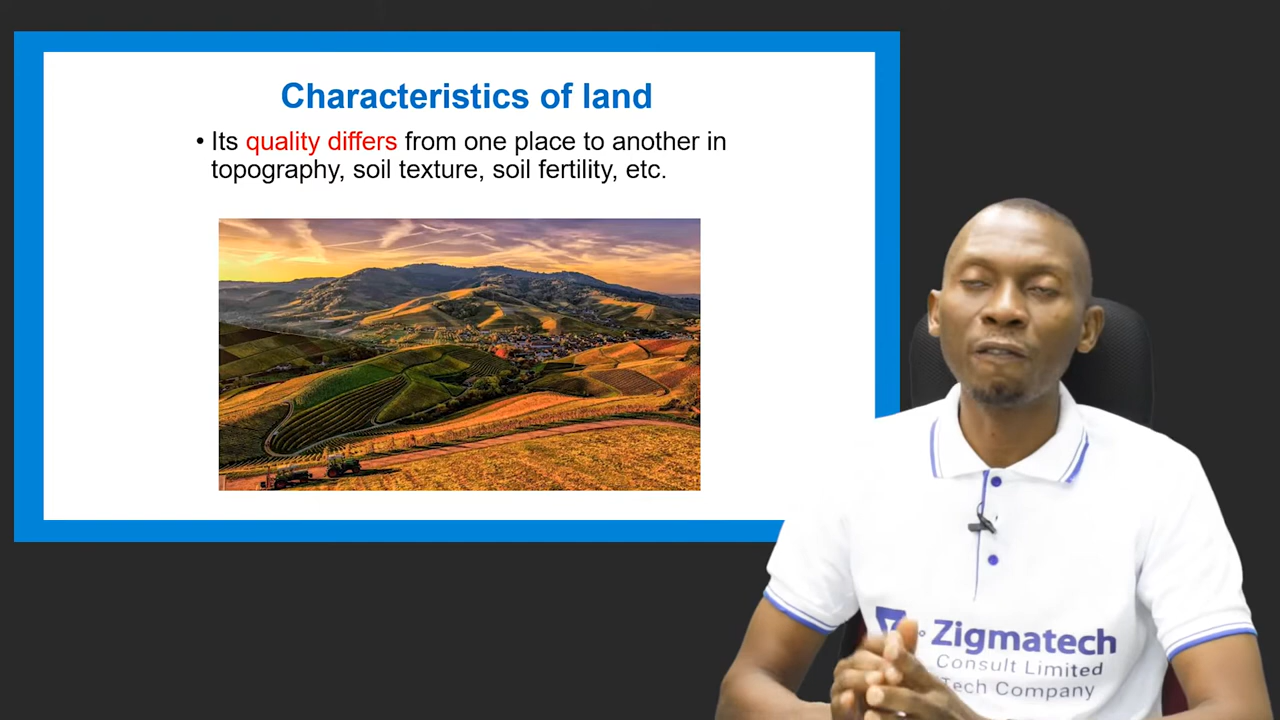 Characteristics of land
• Its quality differs from one place to another in
topography, soil texture, soil fertility, etc.
Zigmatech
Consult Limited
Tech Company